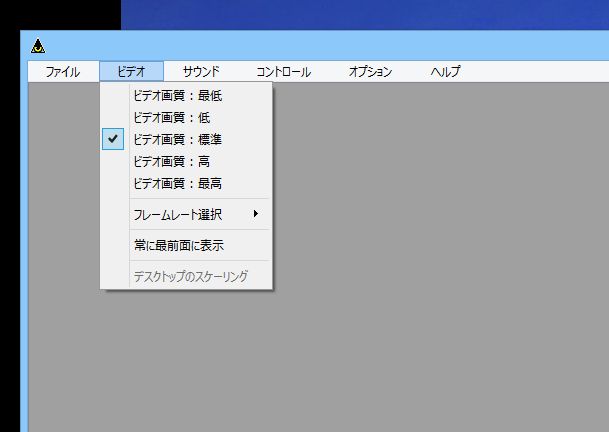 ファイル ビデオ サウンド コントロール オプション ヘルプ
ビデオ画質：最低
ビデオ画質：低
ビデオ画質：標準
ビデオ画質：高
ビデオ画質：最高
フレームレート選択
常に最前面に表示
デスクトップのスケーリング